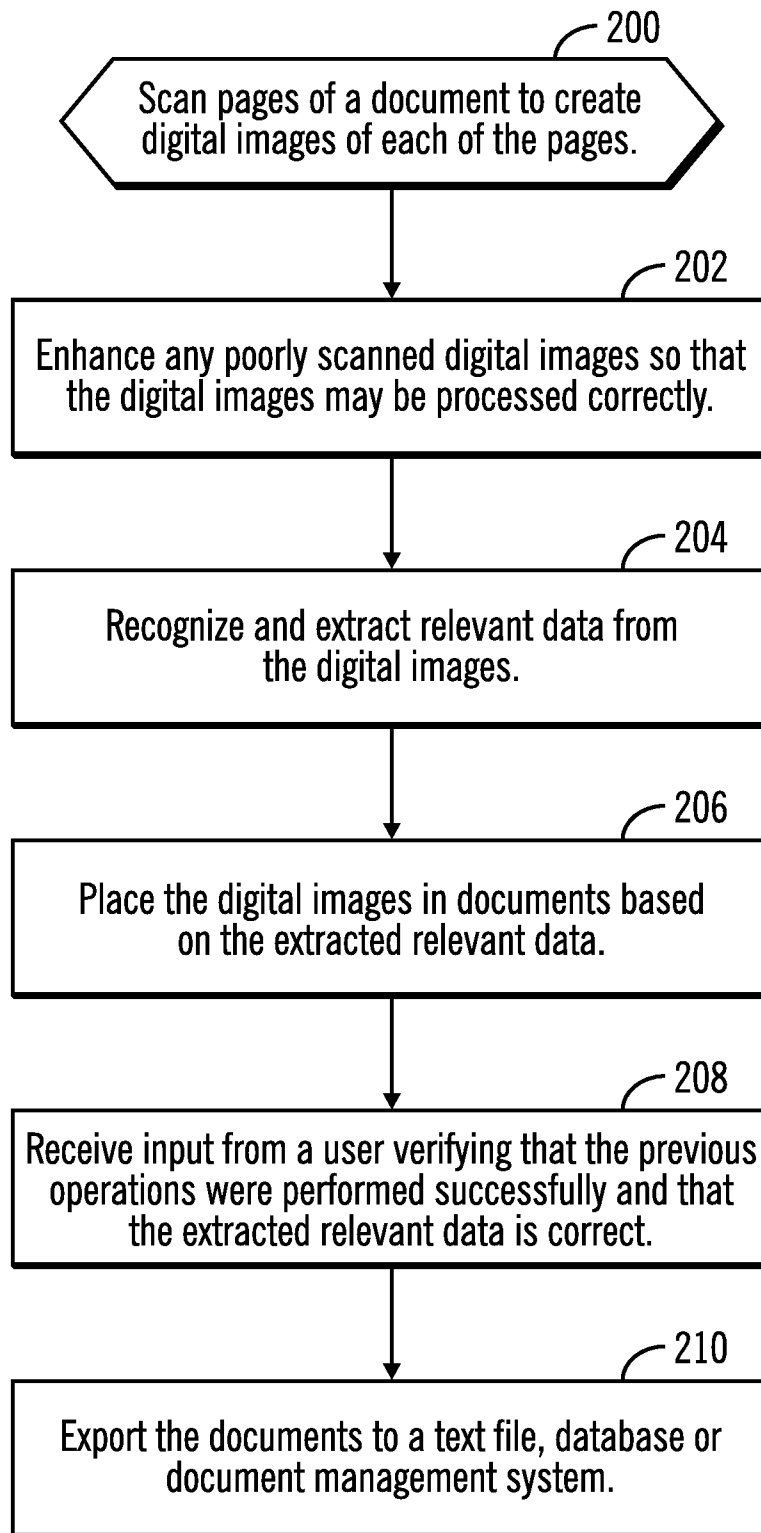 200
Scan pages of a document to create
digital images of each of the pages.
202
Enhance any poorly scanned digital images so that
the digital images may be processed correctly.
204
Recognize and extract relevant data from
the digital images.
206
Place the digital images in documents based
on the extracted relevant data.
208
Receive input from a user verifying that the previous
operations were performed successfully and that
the extracted relevant data is correct.
210
Export the documents to a text file, database or
document management system.